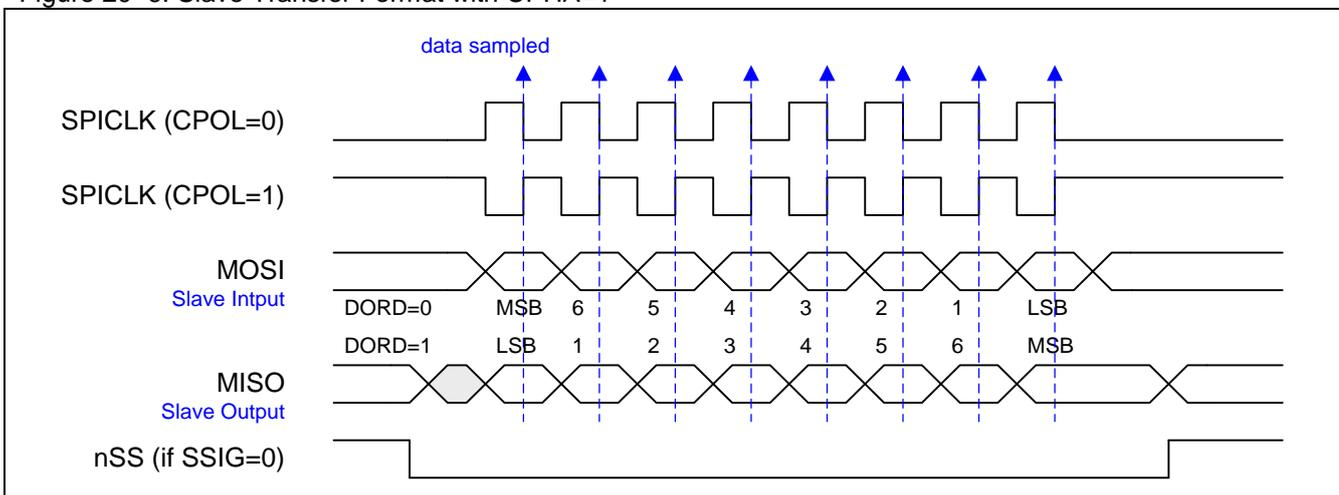 data sampled
SPICLK (CPOL=0)
SPICLK (CPOL=1)
MOSI
Slave Intput
DORD=0 MSB 6 5 4 3 2 1 LSB
DORD=1 LSB 1 2 3 4 5 6 MSB
MISO
Slave Output
nSS (if SSIG=0)